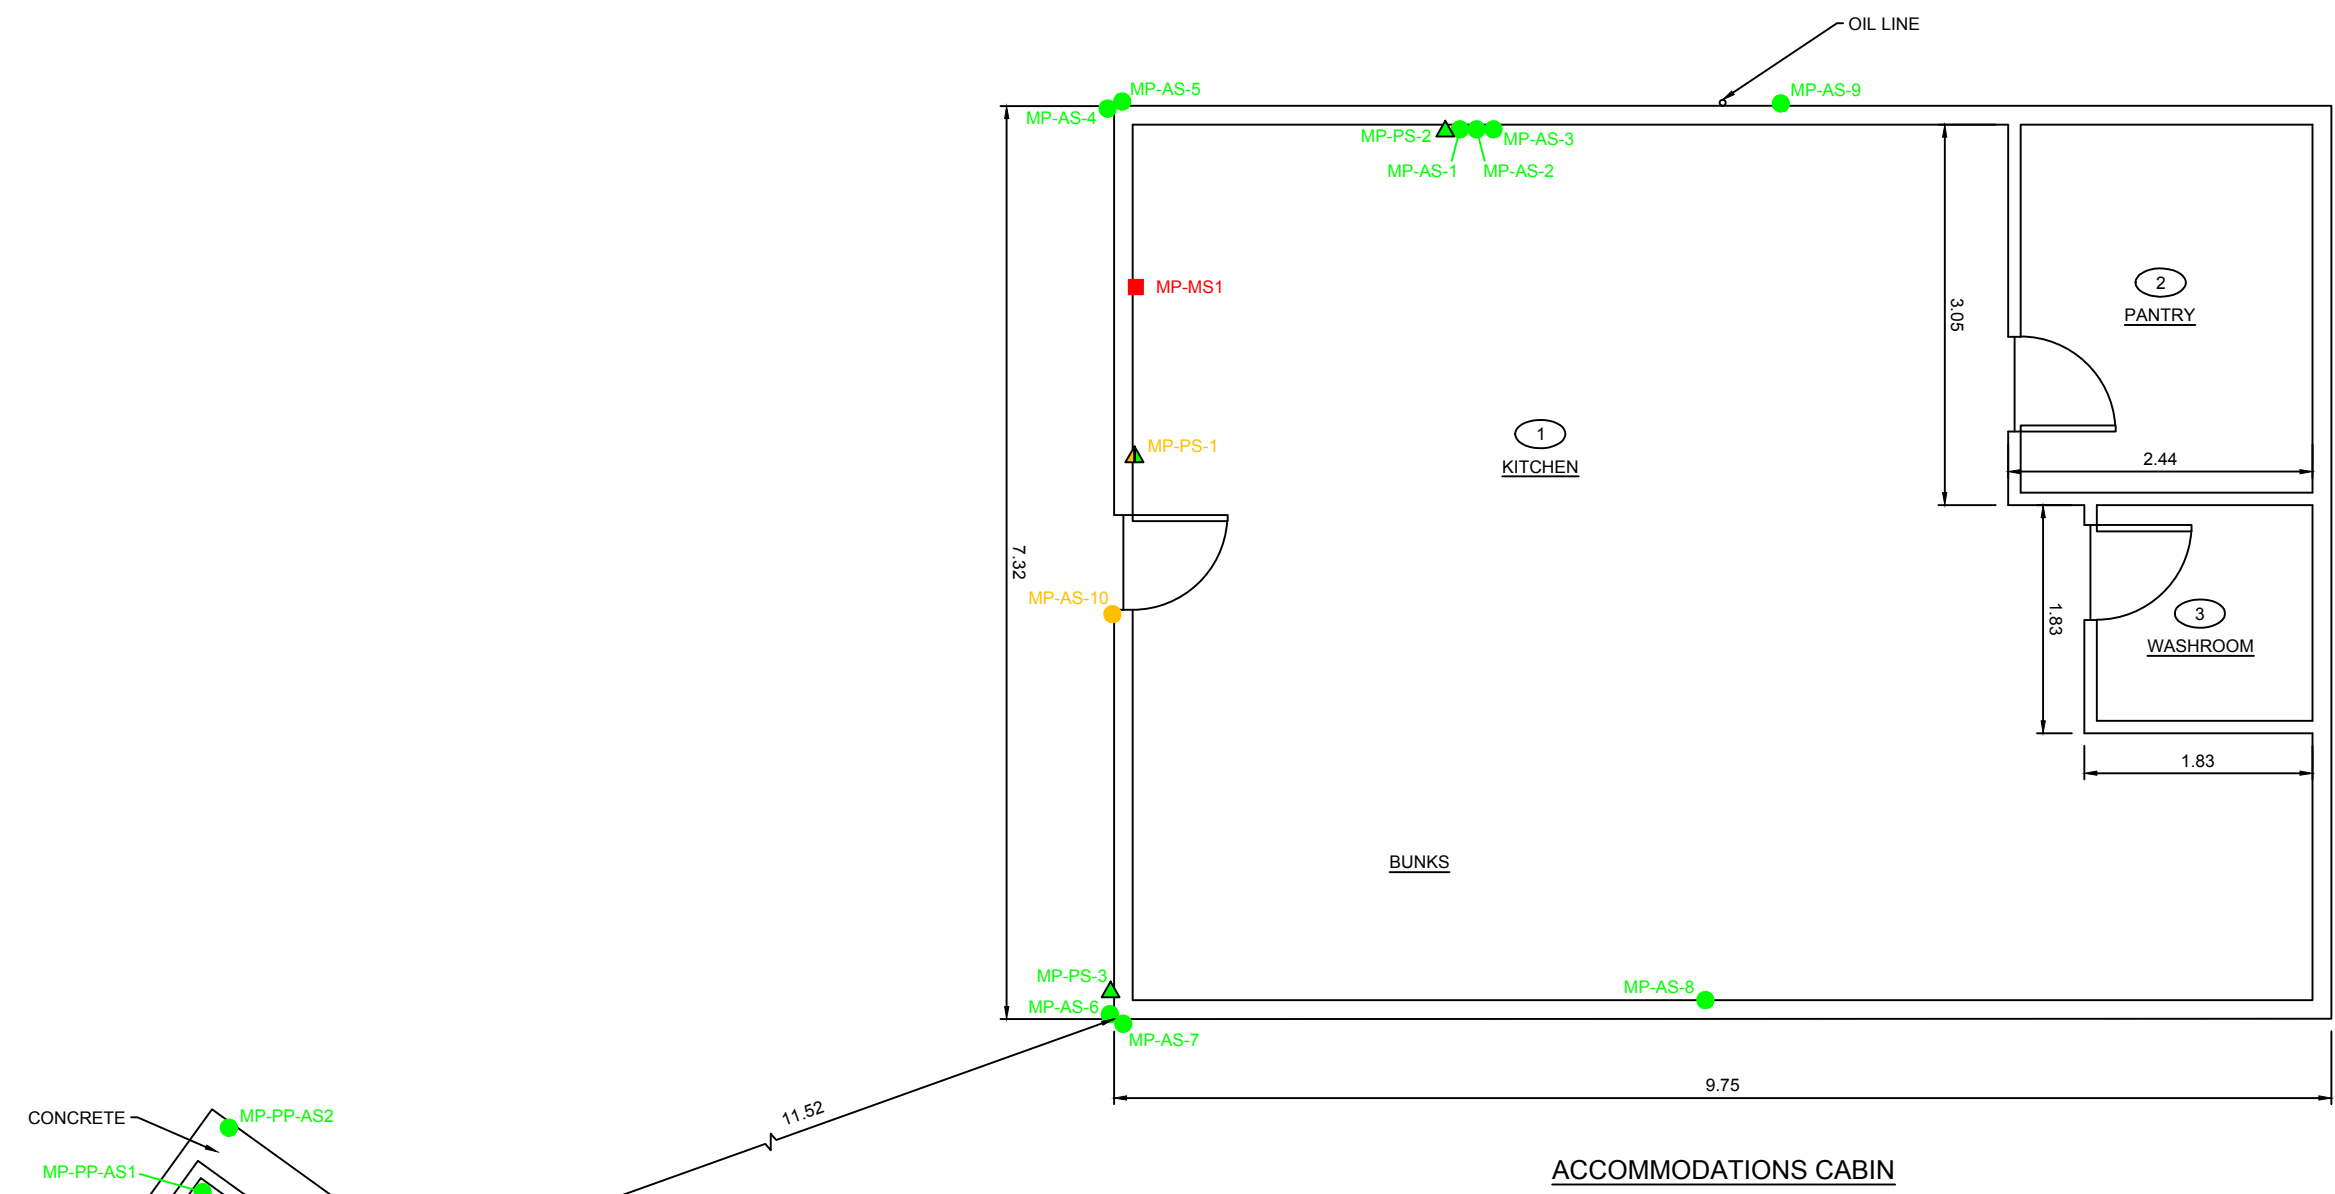 OIL LINE
MP-AS-5
MP-AS-9
MP-AS-4
MP-PS-2
MP-AS-3
MP-AS-1
MP-AS-2
MP-MS1
2
PANTRY
3.05
1
KITCHEN
MP-PS-1
2.44
7.32
MP-AS-10
1.83
3
WASHROOM
1.83
BUNKS
MP-PS-3
MP-AS-8
MP-AS-6
MP-AS-7
9.75
11.52
CONCRETE
MP-PP-AS2
MP-PP-AS1
ACCOMMODATIONS CABIN